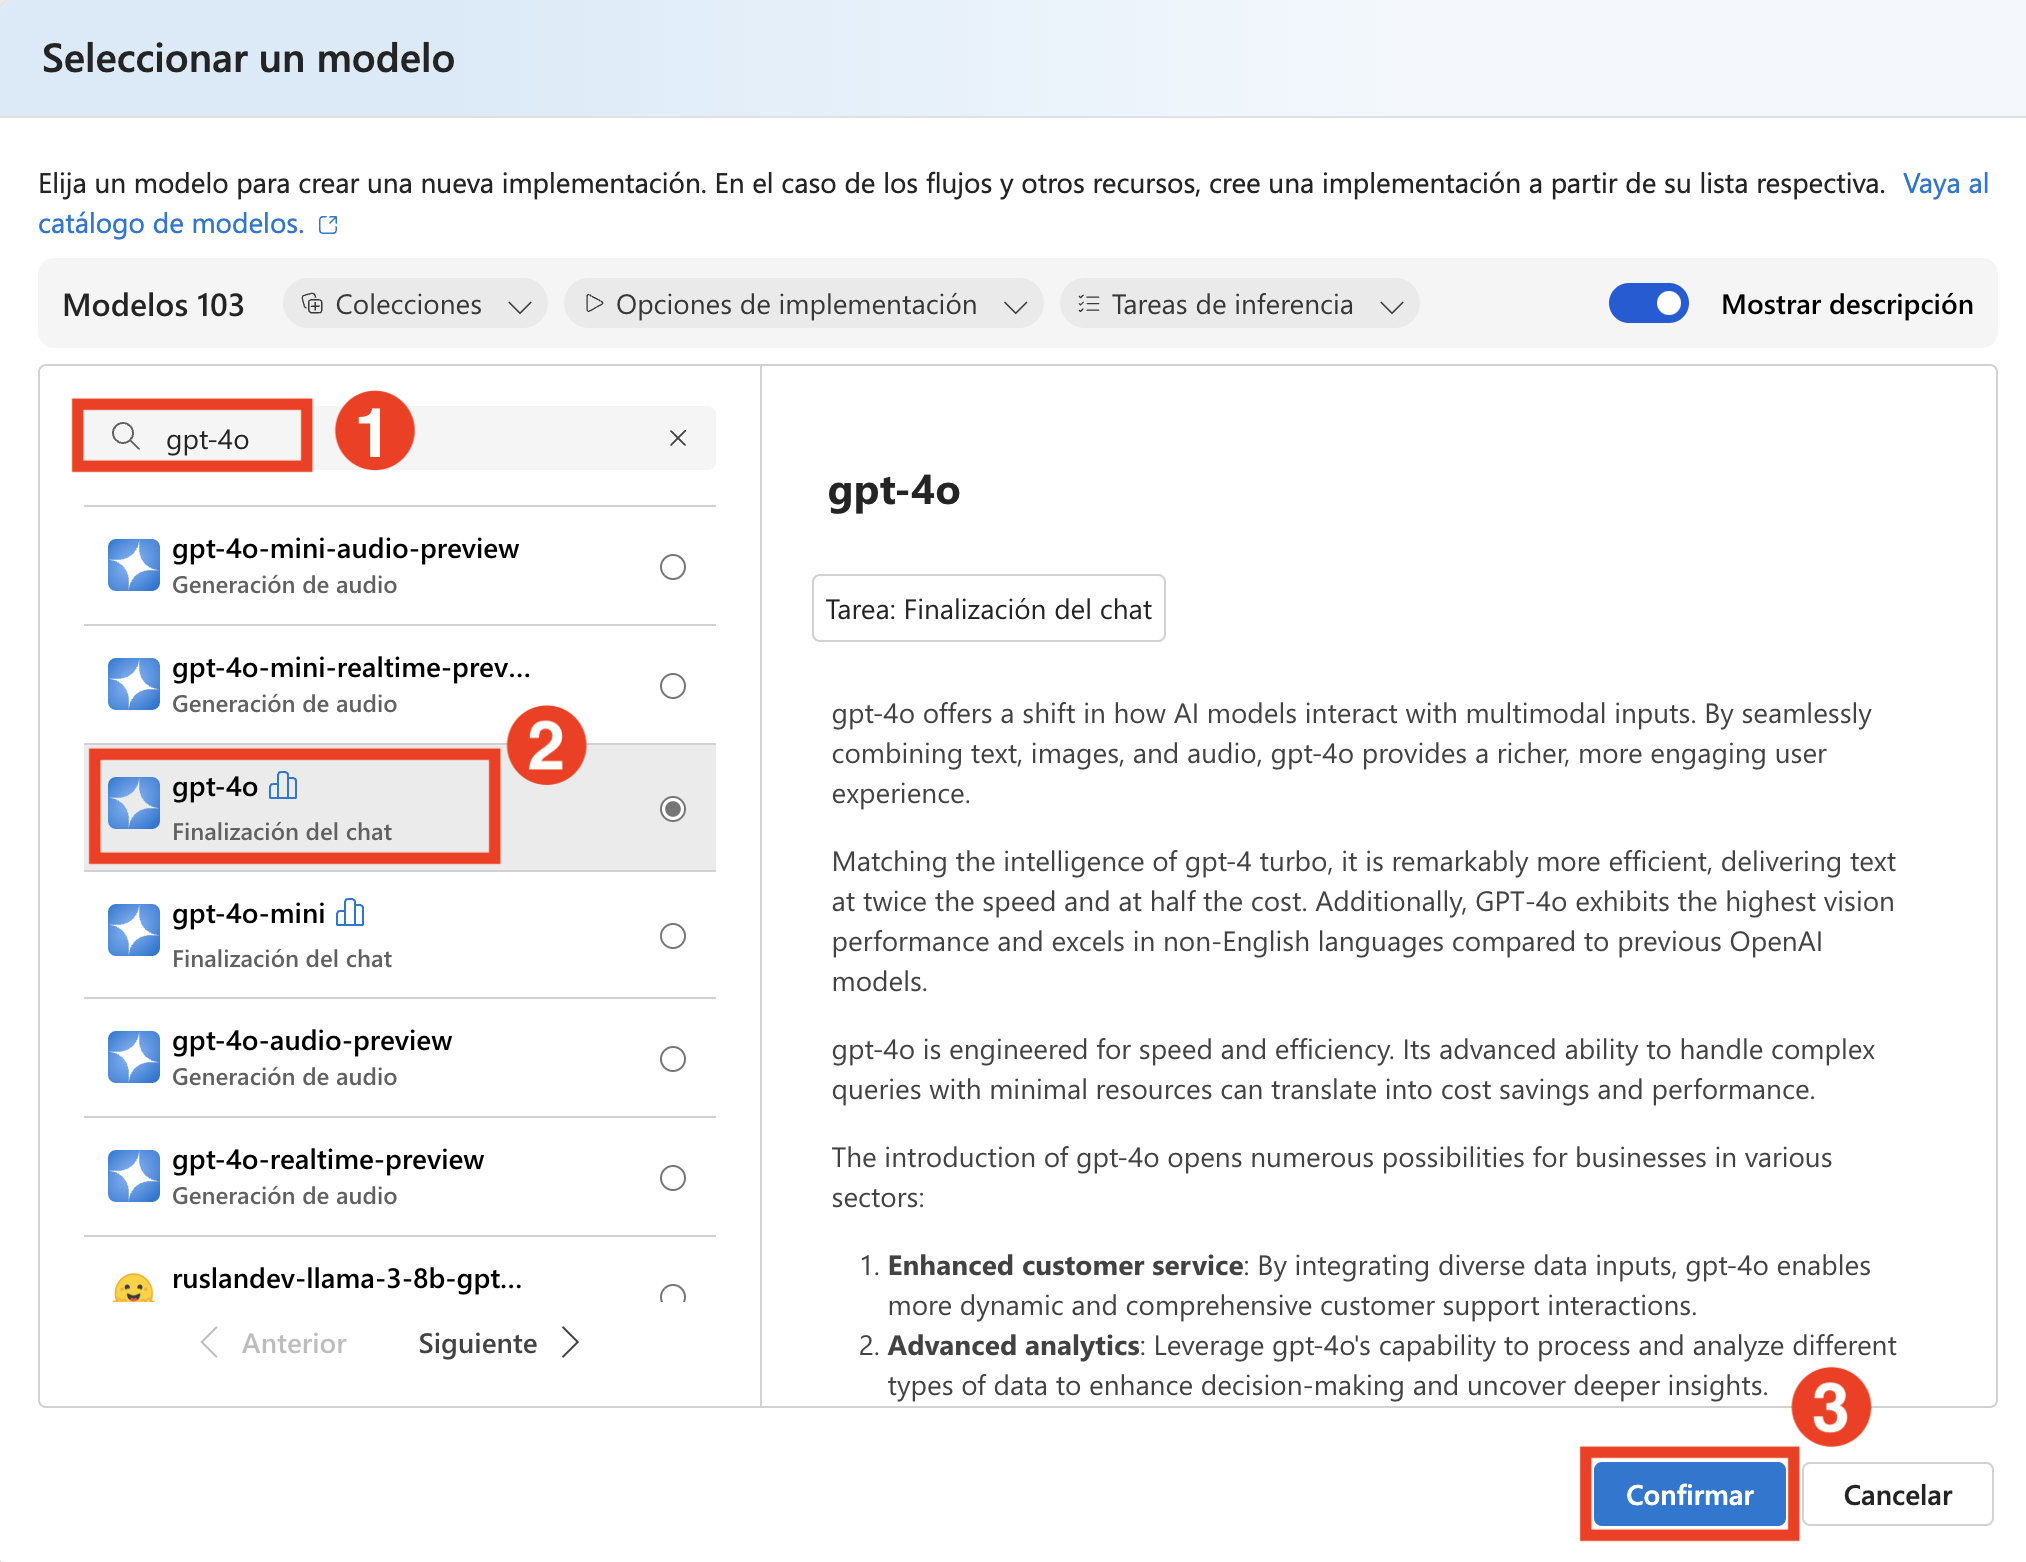 Seleccionar un modelo
Elija un modelo para crear una nueva implementación. En el caso de los flujos y otros recursos, cree una implementación a partir de su lista respectiva. Vaya al
catálogo de modelos.
Modelos 103
Colecciones
Opciones de implementación
Tareas de inferencia
Mostrar descripción
gpt-4o
1
gpt-4o-mini-audio-preview
Generación de audio
gpt-4o-mini-realtime-prev...
Generación de audio
2
gpt-4o
Finalización del chat
gpt-4o-mini
Finalización del chat
gpt-4o-audio-preview
Generación de audio
gpt-4o-realtime-preview
Generación de audio
ruslandev-llama-3-8b-gpt...
Anterior
Siguiente
gpt-4o
Tarea: Finalización del chat
gpt-4o offers a shift in how AI models interact with multimodal inputs. By seamlessly
combining text, images, and audio, gpt-4o provides a richer, more engaging user
experience.
Matching the intelligence of gpt-4 turbo, it is remarkably more efficient, delivering text
at twice the speed and at half the cost. Additionally, GPT-4o exhibits the highest vision
performance and excels in non-English languages compared to previous OpenAI
models.
gpt-4o is engineered for speed and efficiency. Its advanced ability to handle complex
queries with minimal resources can translate into cost savings and performance.
The introduction of gpt-4o opens numerous possibilities for businesses in various
sectors:
1. Enhanced customer service: By integrating diverse data inputs, gpt-4o enables
more dynamic and comprehensive customer support interactions.
2. Advanced analytics: Leverage gpt-4o's capability to process and analyze different
types of data to enhance decision-making and uncover deeper insights.
3
Confirmar
Cancelar